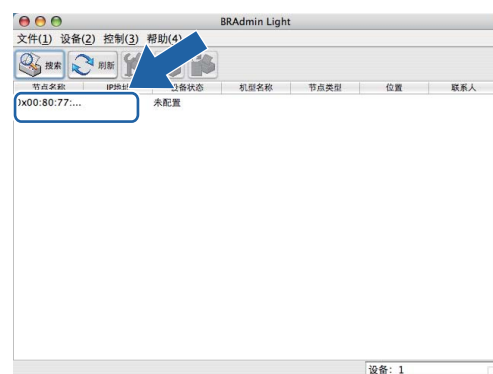 BRAdmin Light
文件(1) 设备(2) 控制(3) 帮助(4)
搜索 刷新
节点名称 IP地址 设备状态 机型名称 节点类型 位置 联系人
0x00:80:77:... 未配置
设备: 1